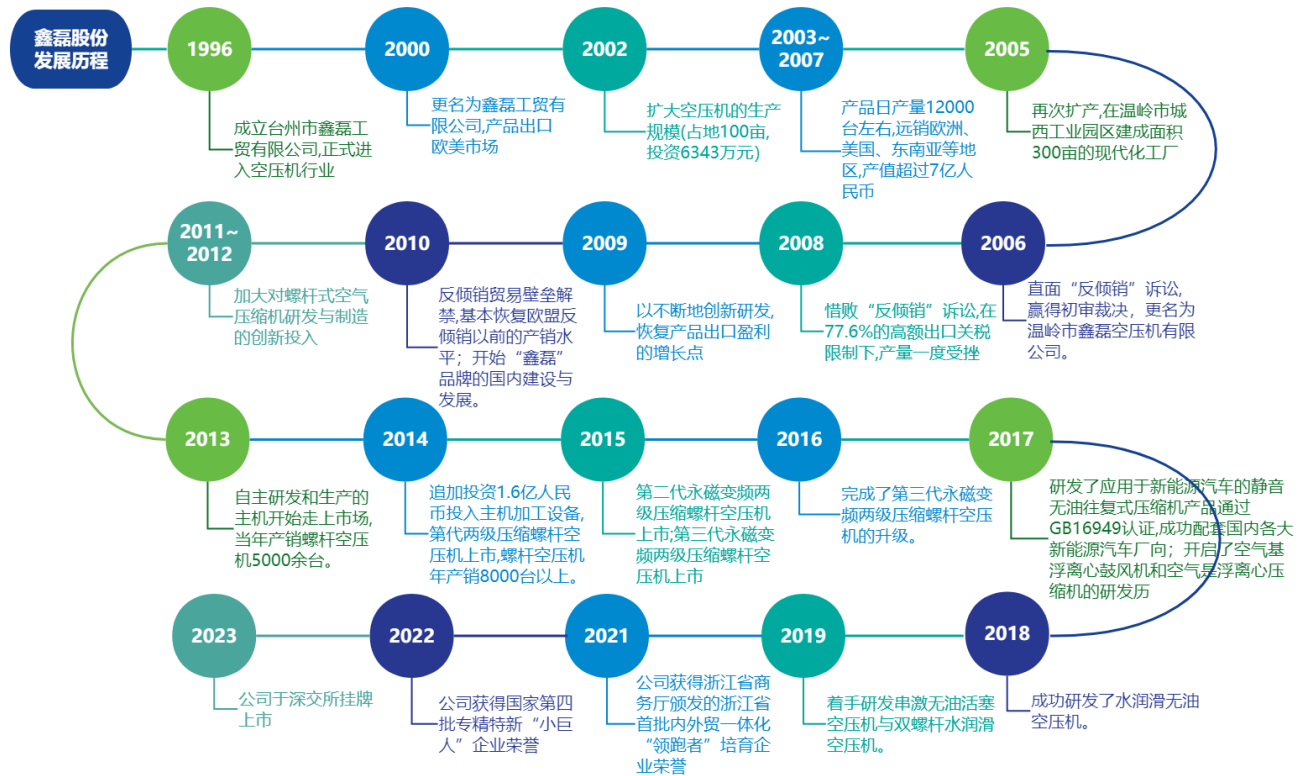 鑫磊股份
发展历程
1996
成立台州市鑫磊工
贸有限公司,正式进
入空压机行业
2000
更名为鑫磊工贸有
限公司,产品出口
欧美市场
2002
扩大空压机的生产
规模(占地100亩,
投资6343万元)
2003~
2007
产品日产量12000
台左右,远销欧洲、
美国、东南亚等地
区,产值超过7亿人
民币
2005
再次扩产,在温岭市城
西工业园区建成面积
300亩的现代化工厂
2006
直面“反倾销”诉讼,
赢得初审裁决，更名为
温岭市鑫磊空压机有限
公司。
2008
惜败“反倾销”诉讼,在
77.6%的高额出口关税
限制下,产量一度受挫
2009
以不断地创新研发,
恢复产品出口盈利
的增长点
2010
反倾销贸易壁垒解
禁,基本恢复欧盟反
倾销以前的产销水
平；开始“鑫磊”
品牌的国内建设与
发展。
2011~
2012
加大对螺杆式空气
压缩机研发与制造
的创新投入
2013
自主研发和生产的
主机开始走上市场,
当年产销螺杆空压
机5000余台。
2014
追加投资1.6亿人民
币投入主机加工设备,
第代两级压缩螺杆空
压机上市,螺杆空压机
年产销8000台以上。
2015
第二代永磁变频两
级压缩螺杆空压机
上市;第三代永磁变
频两级压缩螺杆空
压机上市
2016
完成了第三代永磁变
频两级压缩螺杆空压
机的升级。
2017
研发了应用于新能源汽车的静音
无油往复式压缩机产品通过
GB16949认证,成功配套国内各大
新能源汽车厂向；开启了空气基
浮离心鼓风机和空气是浮离心压
缩机的研发历
2018
成功研发了水润滑无油
空压机。
2019
着手研发串激无油活塞
空压机与双螺杆水润滑
空压机。
2021
公司获得浙江省商
务厅颁发的浙江省
首批内外贸一体化
“领跑者”培育企
业荣誉
2022
公司获得国家第四
批专精特新“小巨
人”企业荣誉
2023
公司于深交所挂牌
上市